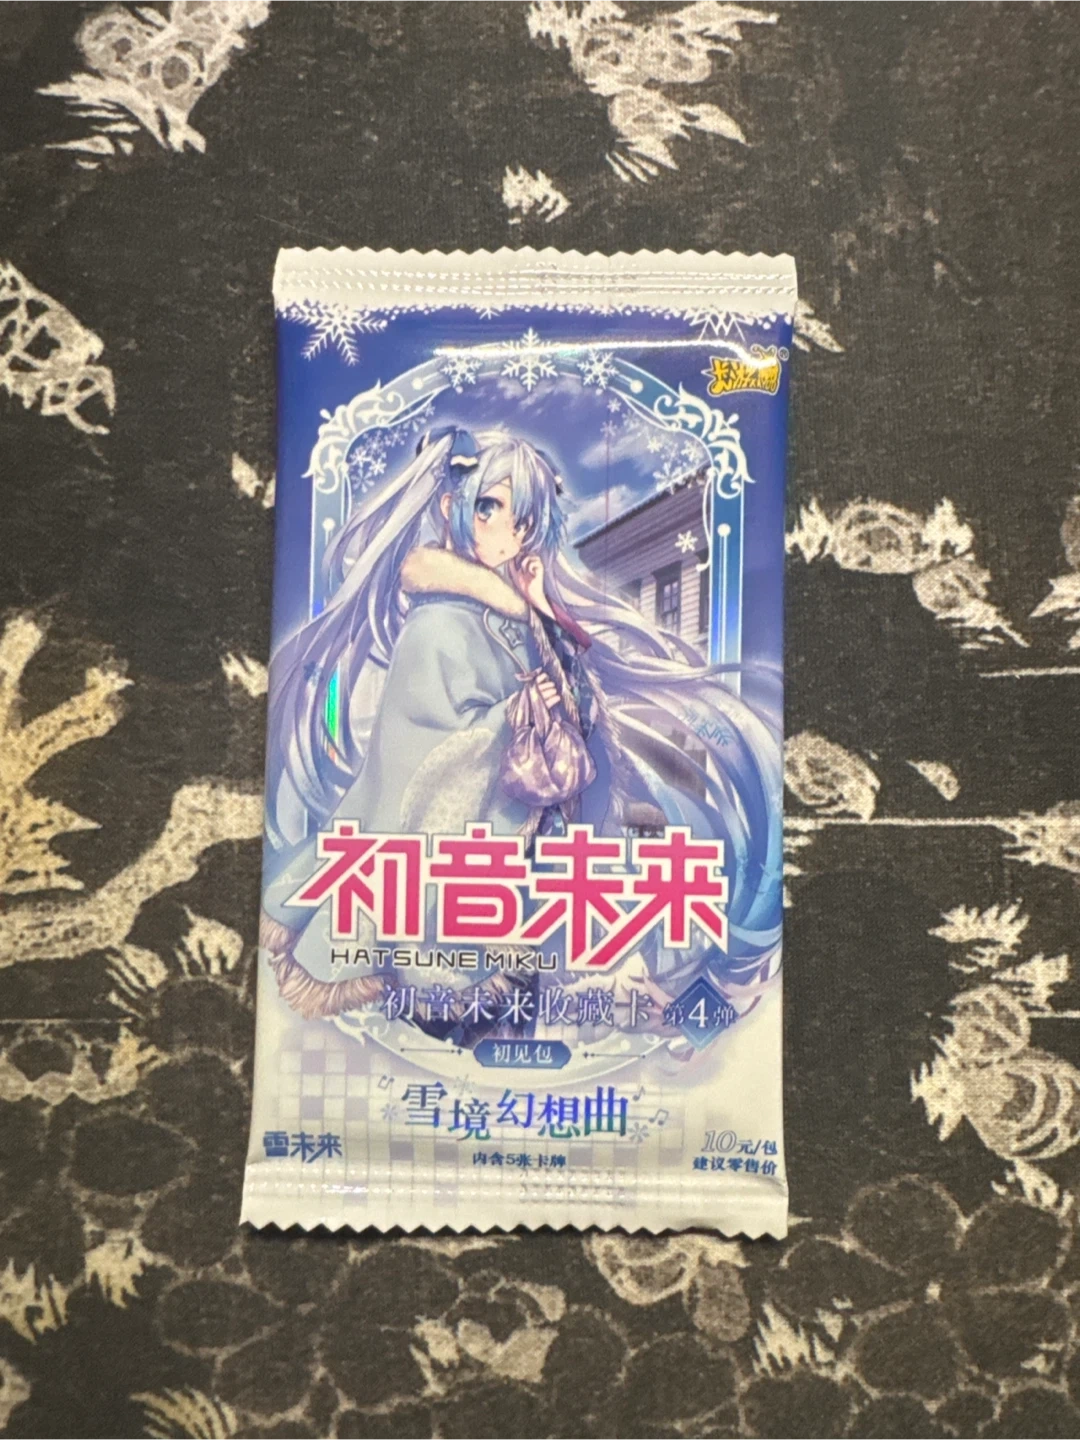 卡游
初音未来
HATSUNE MIKU
初音未来收藏卡 第4弹
初见包
雪境幻想曲
雪未来
内含5张卡牌
10元/包
建议零售价